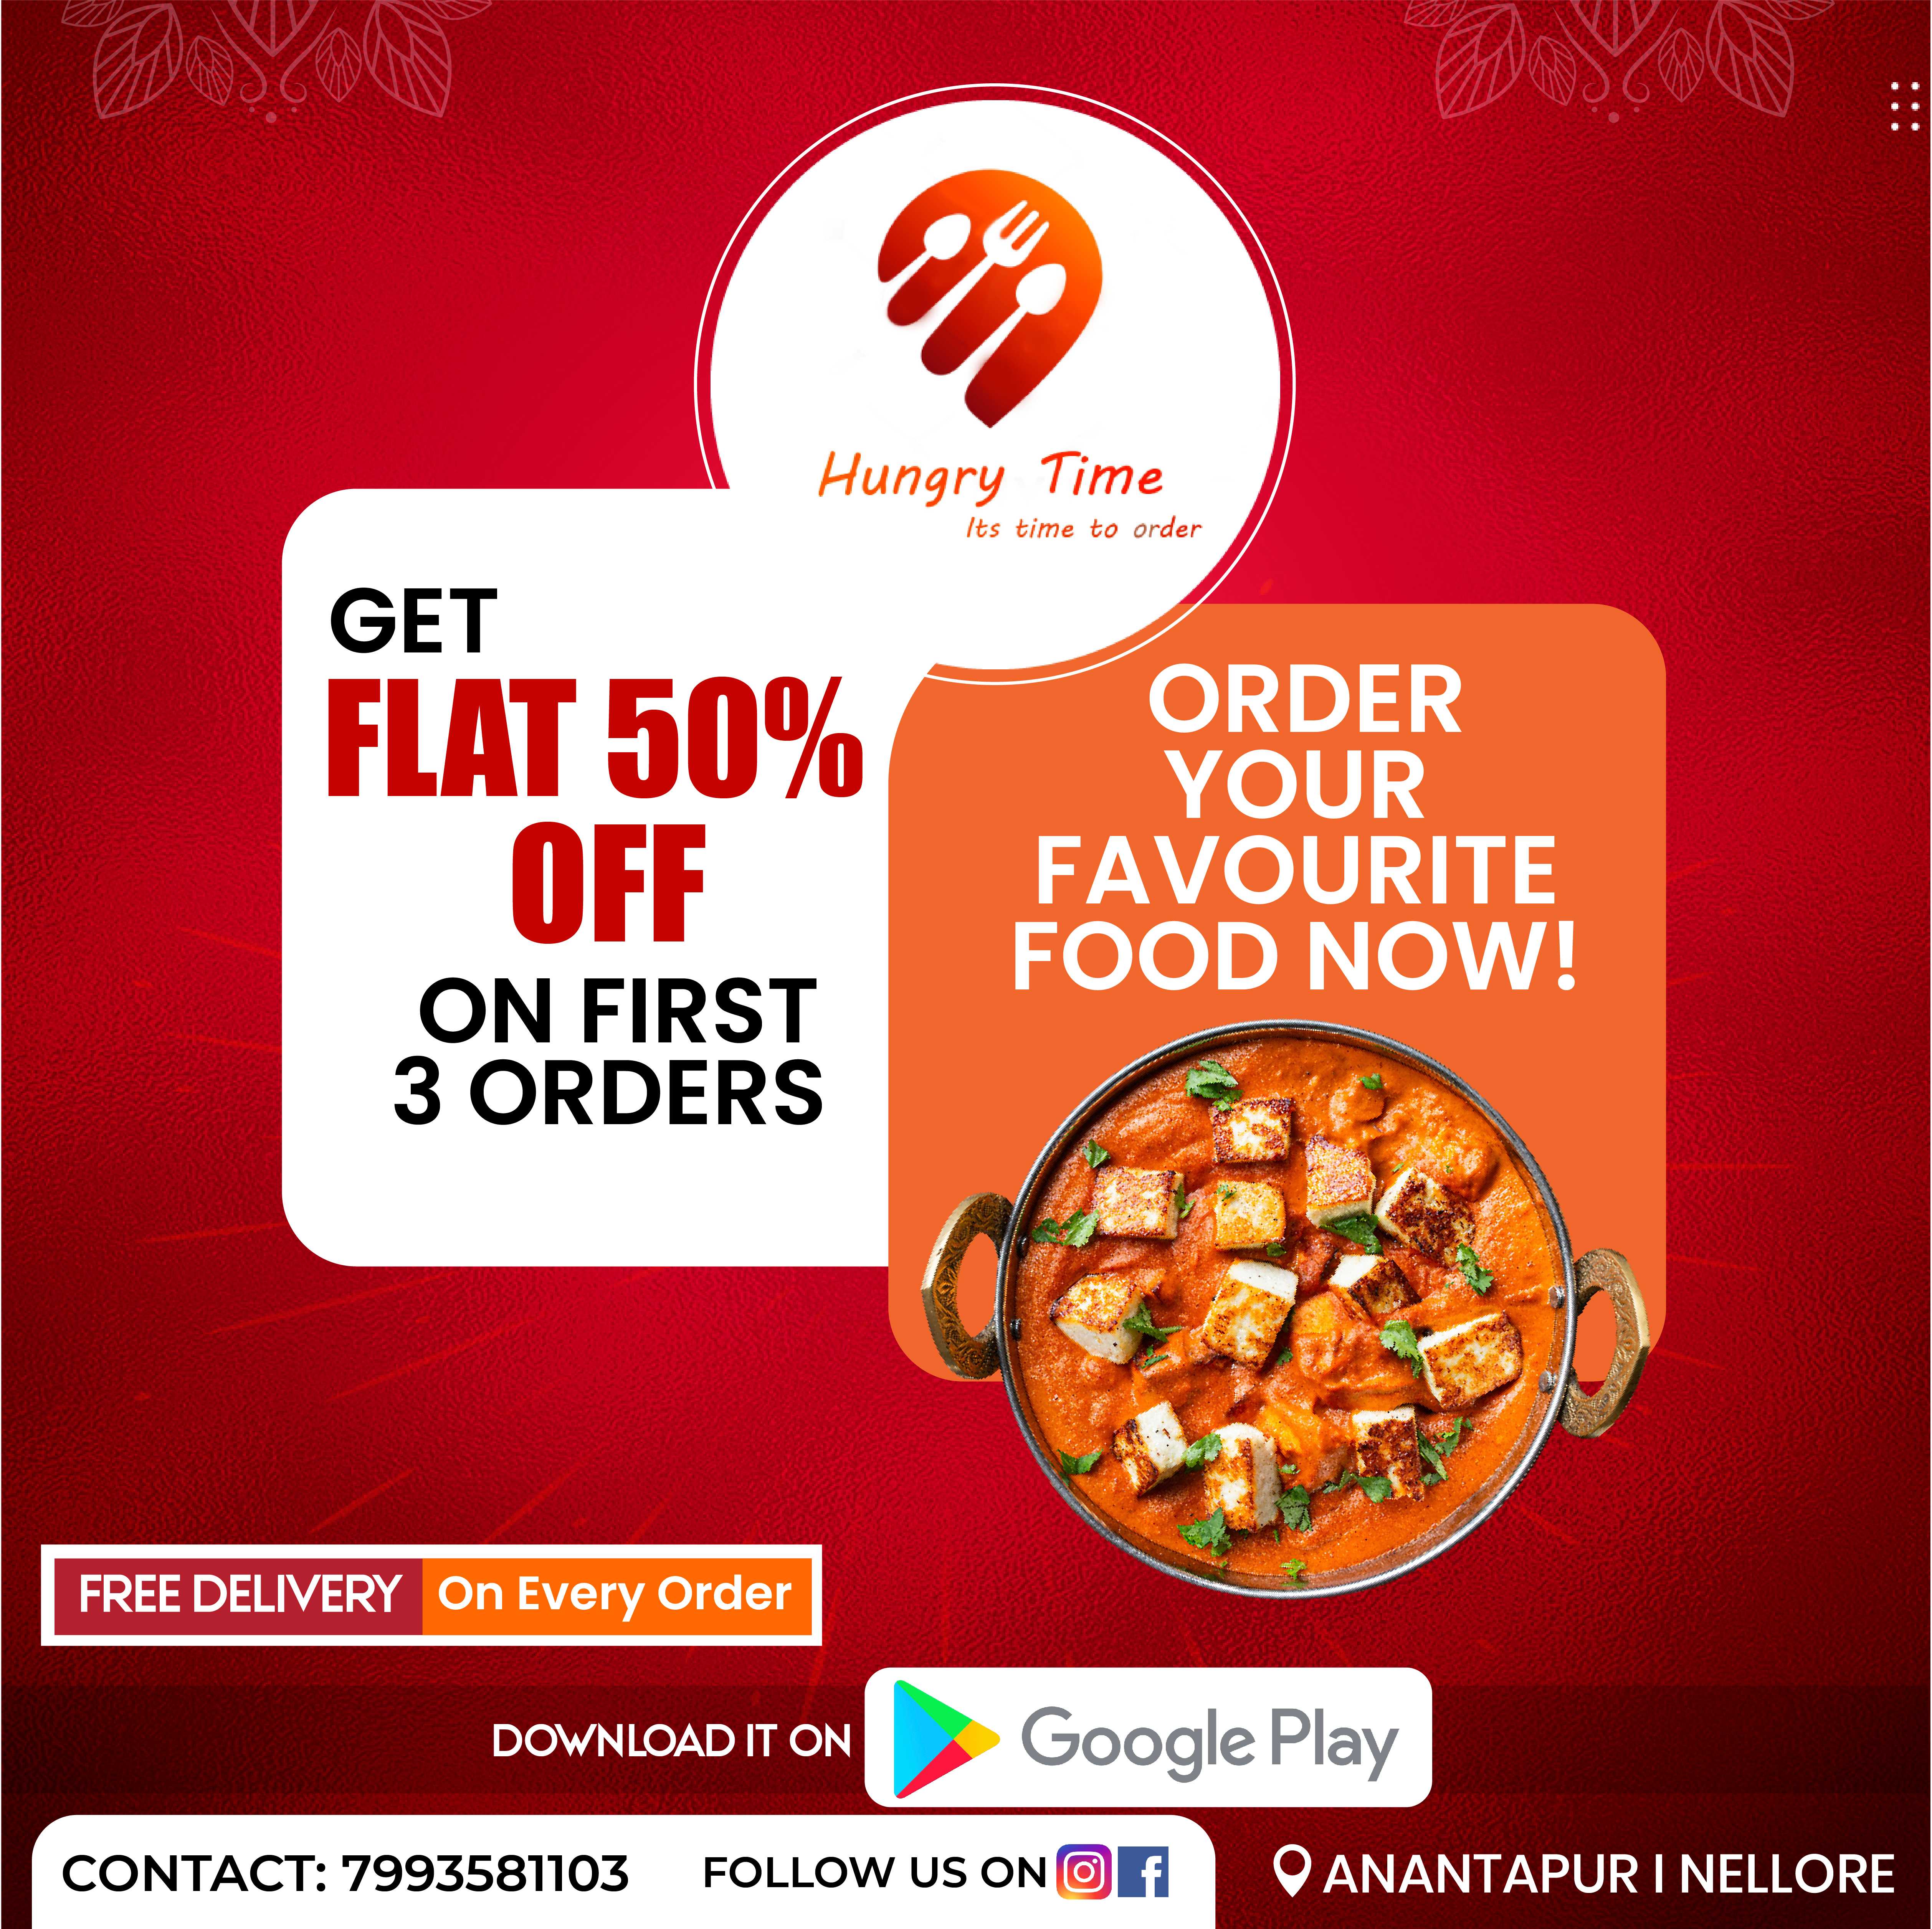 Hungry Time
Its time to order
GET
FLAT 50%
OFF
ON FIRST
3 ORDERS
ORDER
YOUR
FAVOURITE
FOOD NOW!
FREE DELIVERY On Every Order
DOWNLOAD IT ON Google Play
CONTACT: 7993581103 FOLLOW US ON
ANANTAPUR I NELLORE